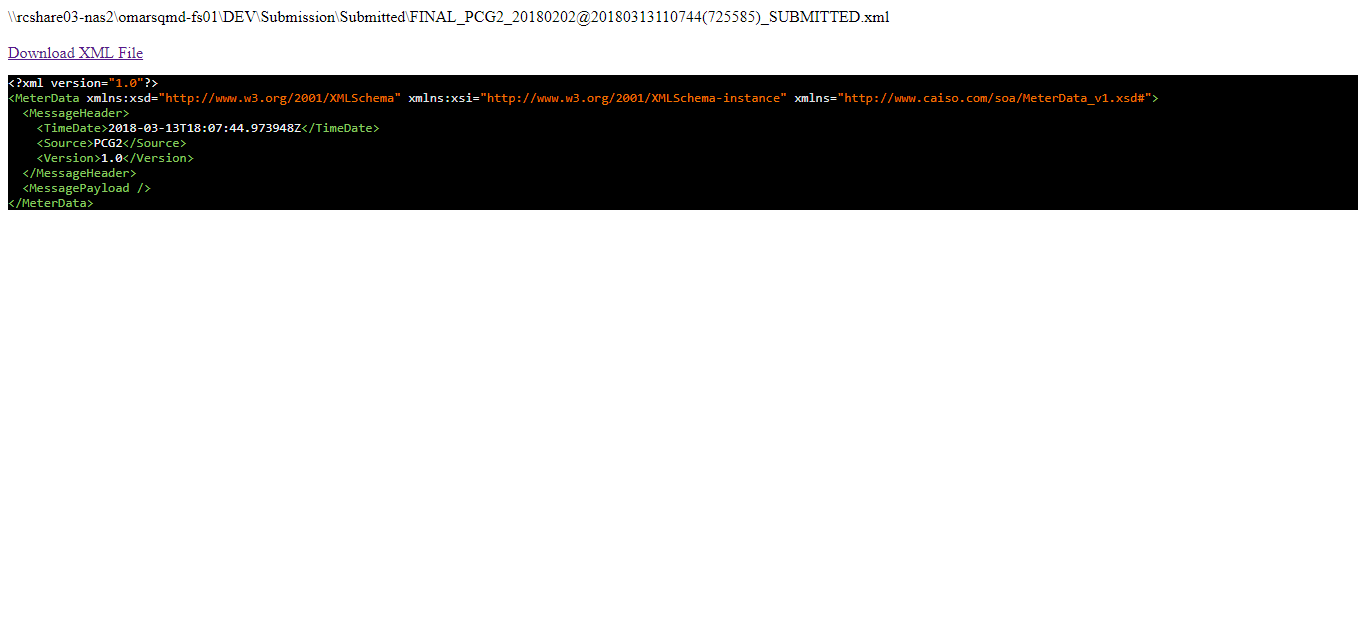 \\rcshare03-nas2\omarsqmd-fs01\DEV\Submission\Submitted\FINAL_PCG2_20180202@20180313110744(725585)_SUBMITTED.xml
Download XML File
<?xml version="1.0"?>
<MeterData xmlns:xsd="http://www.w3.org/2001/XMLSchema" xmlns:xsi="http://www.w3.org/2001/XMLSchema-instance" xmlns="http://www.caiso.com/soa/MeterData_v1.xsd#">
  <MessageHeader>
    <TimeDate>2018-03-13T18:07:44.973948Z</TimeDate>
    <Source>PCG2</Source>
    <Version>1.0</Version>
  </MessageHeader>
  <MessagePayload />
</MeterData>